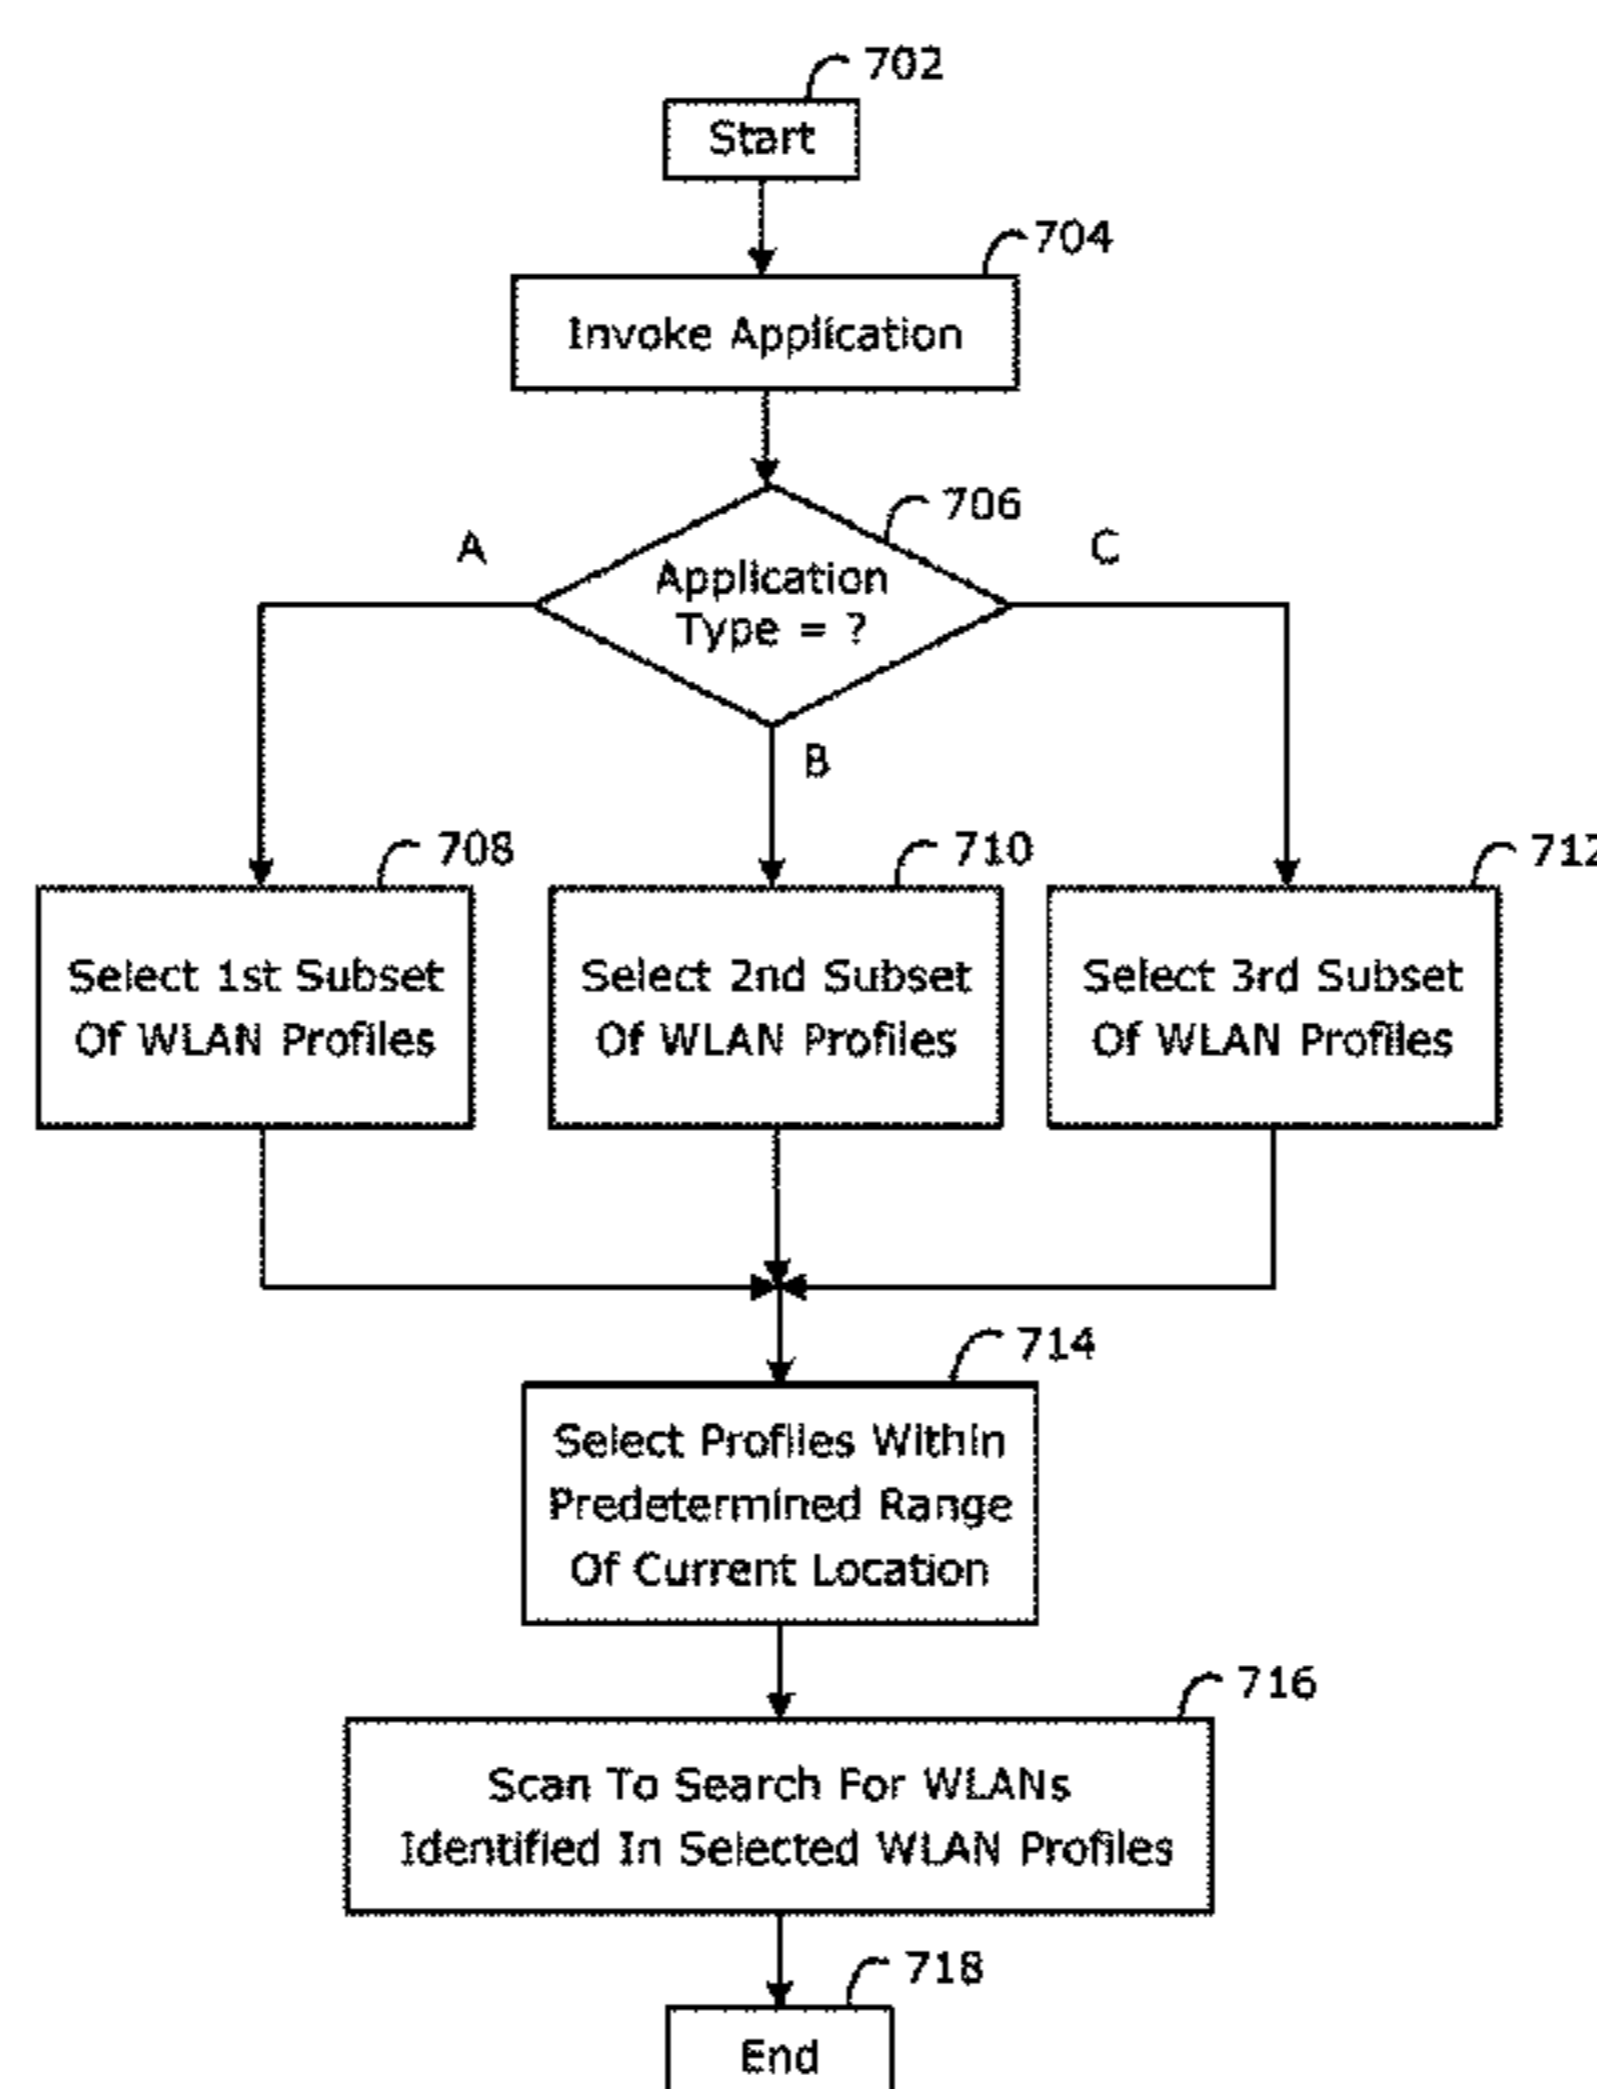 702
Start
704
Invoke Application
706
A
C
Application
Type = ?
B
708
710
712
Select 1st Subset
Of WLAN Profiles
Select 2nd Subset
Of WLAN Profiles
Select 3rd Subset
Of WLAN Profiles
714
Select Profiles Within
Predetermined Range
Of Current Location
716
Scan To Search For WLANs
Identified In Selected WLAN Profiles
718
End